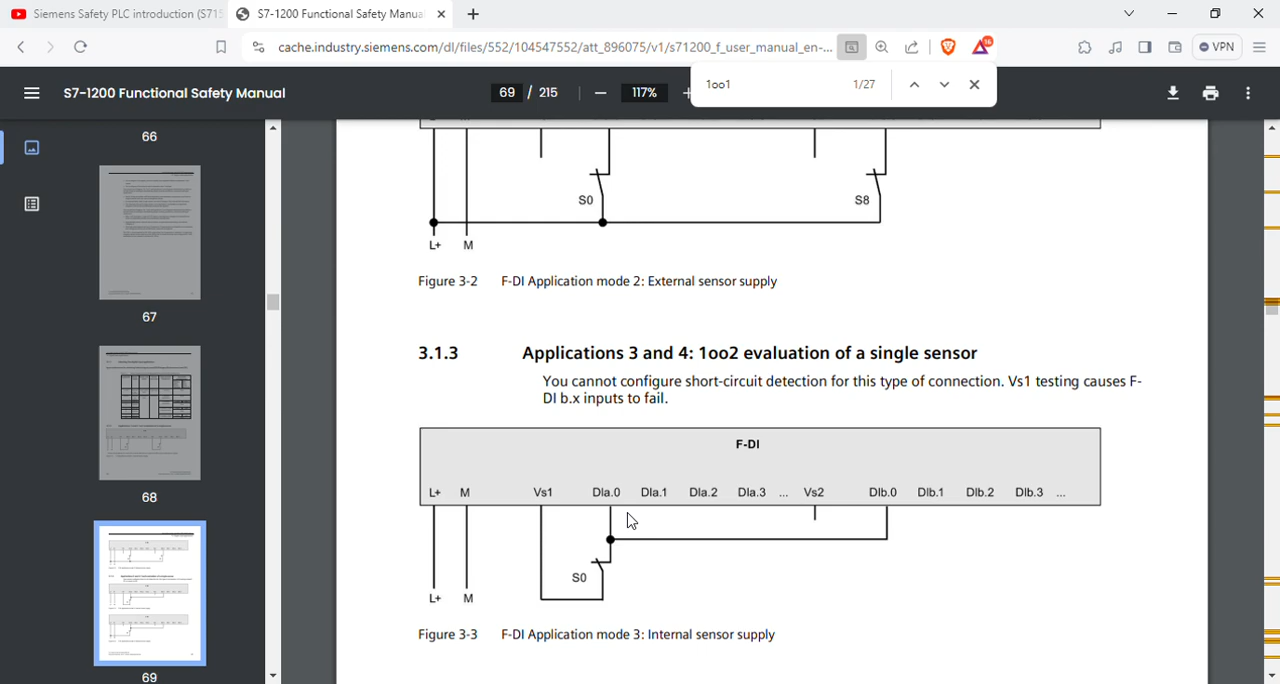 Siemens Safety PLC introduction (S715
S7-1200 Functional Safety Manua
cache.industry.siemens.com/dl/files/552/104547552/att_896075/v1/s71200_f_user_manual_en-...
16
VPN
S7-1200 Functional Safety Manual
69 / 215
117%
1oo1
1/27
66
67
68
69
S0
S8
L+ M
Figure 3-2 F-DI Application mode 2: External sensor supply
3.1.3 Applications 3 and 4: 1oo2 evaluation of a single sensor
You cannot configure short-circuit detection for this type of connection. Vs1 testing causes F-
DI b.x inputs to fail.
F-DI
L+ M Vs1 DIa.0 DIa.1 DIa.2 DIa.3 ... Vs2 DIb.0 DIb.1 DIb.2 DIb.3 ...
S0
L+ M
Figure 3-3 F-DI Application mode 3: Internal sensor supply